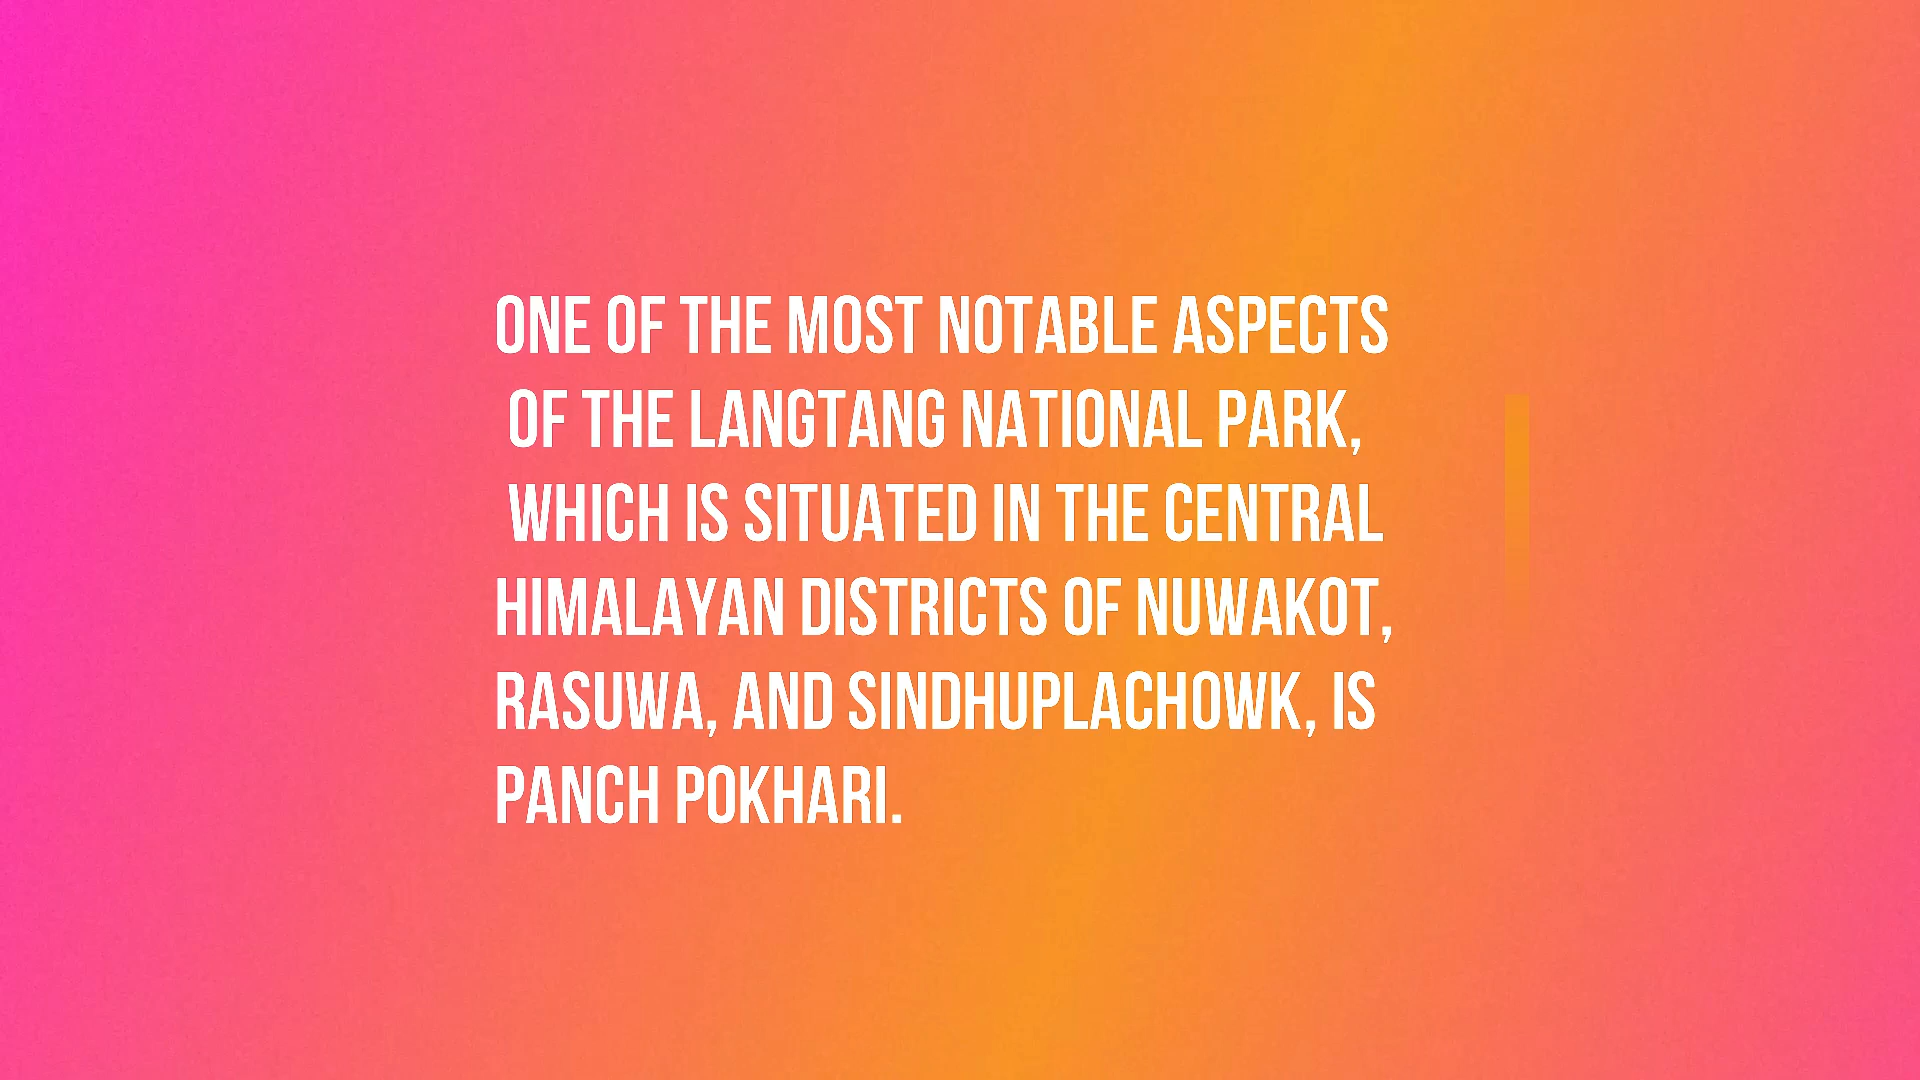 ONE OF THE MOST NOTABLE ASPECTS
OF THE LANGTANG NATIONAL PARK,
WHICH IS SITUATED IN THE CENTRAL
HIMALAYAN DISTRICTS OF NUWAKOT,
RASUWA, AND SINDHUPLACHOWK, IS
PANCH POKHARI.